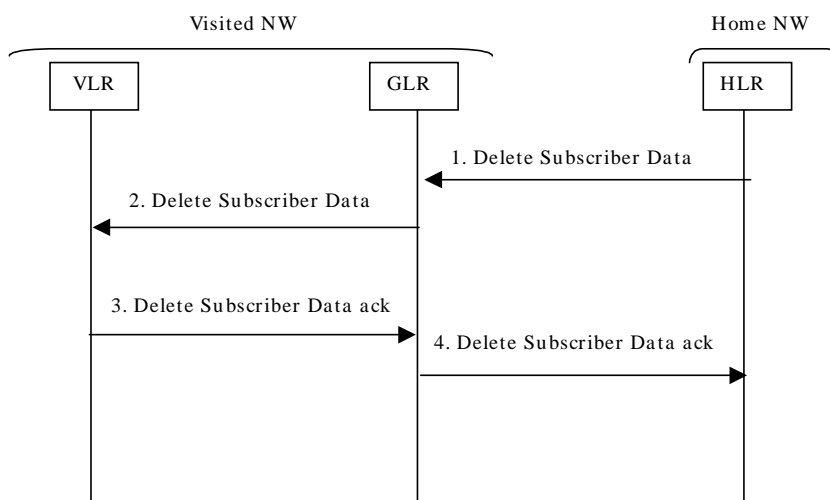 Visited NW
Home NW
VLR
GLR
HLR
1. Delete Subscriber Data
2. Delete Subscriber Data
3. Delete Subscriber Data ack
4. Delete Subscriber Data ack